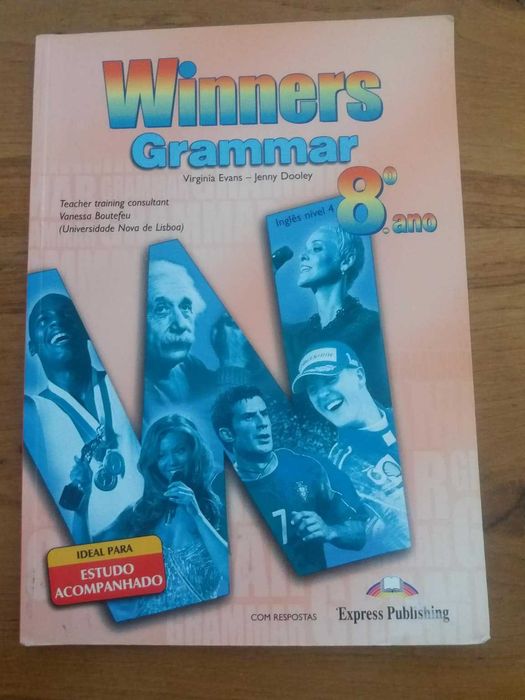 Winners
Grammar
Virginia Evans – Jenny Dooley
Teacher training consultant
Vanessa Boutefeu
(Universidade Nova de Lisboa)
Inglês nível 4
8.º ano
7
IDEAL PARA
ESTUDO
ACOMPANHADO
COM RESPOSTAS
Express Publishing